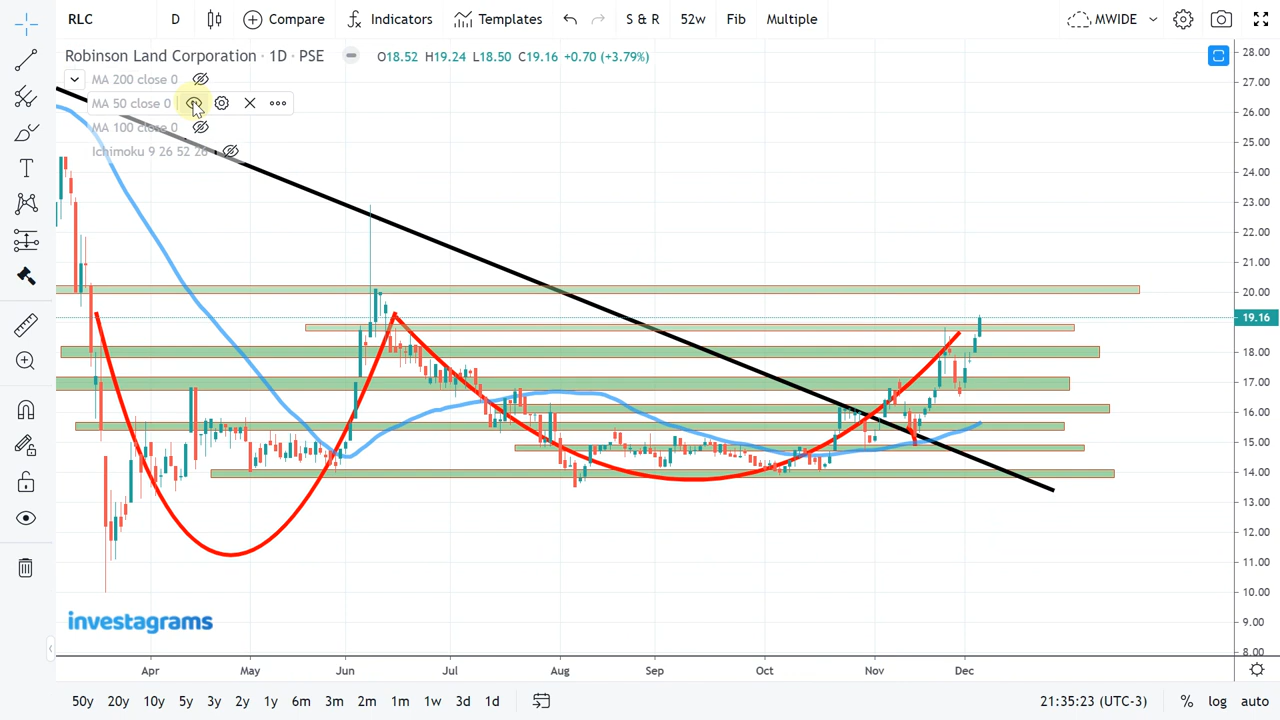 RLC D Compare Indicators Templates S & R 52w Fib Multiple MWIDE
Robinson Land Corporation · 1D · PSE O18.52 H19.24 L18.50 C19.16 +0.70 (+3.79%)
MA 200 close 0
MA 50 close 0
MA 100 close 0
Ichimoku 9 26 52 26
28.00
27.00
26.00
25.00
24.00
23.00
22.00
21.00
20.00
19.16
18.00
17.00
16.00
15.00
14.00
13.00
12.00
11.00
10.00
9.00
8.00
investagrams
Apr May Jun Jul Aug Sep Oct Nov Dec
50y 20y 10y 5y 3y 2y 1y 6m 3m 2m 1m 1w 3d 1d 21:35:23 (UTC-3) % log auto